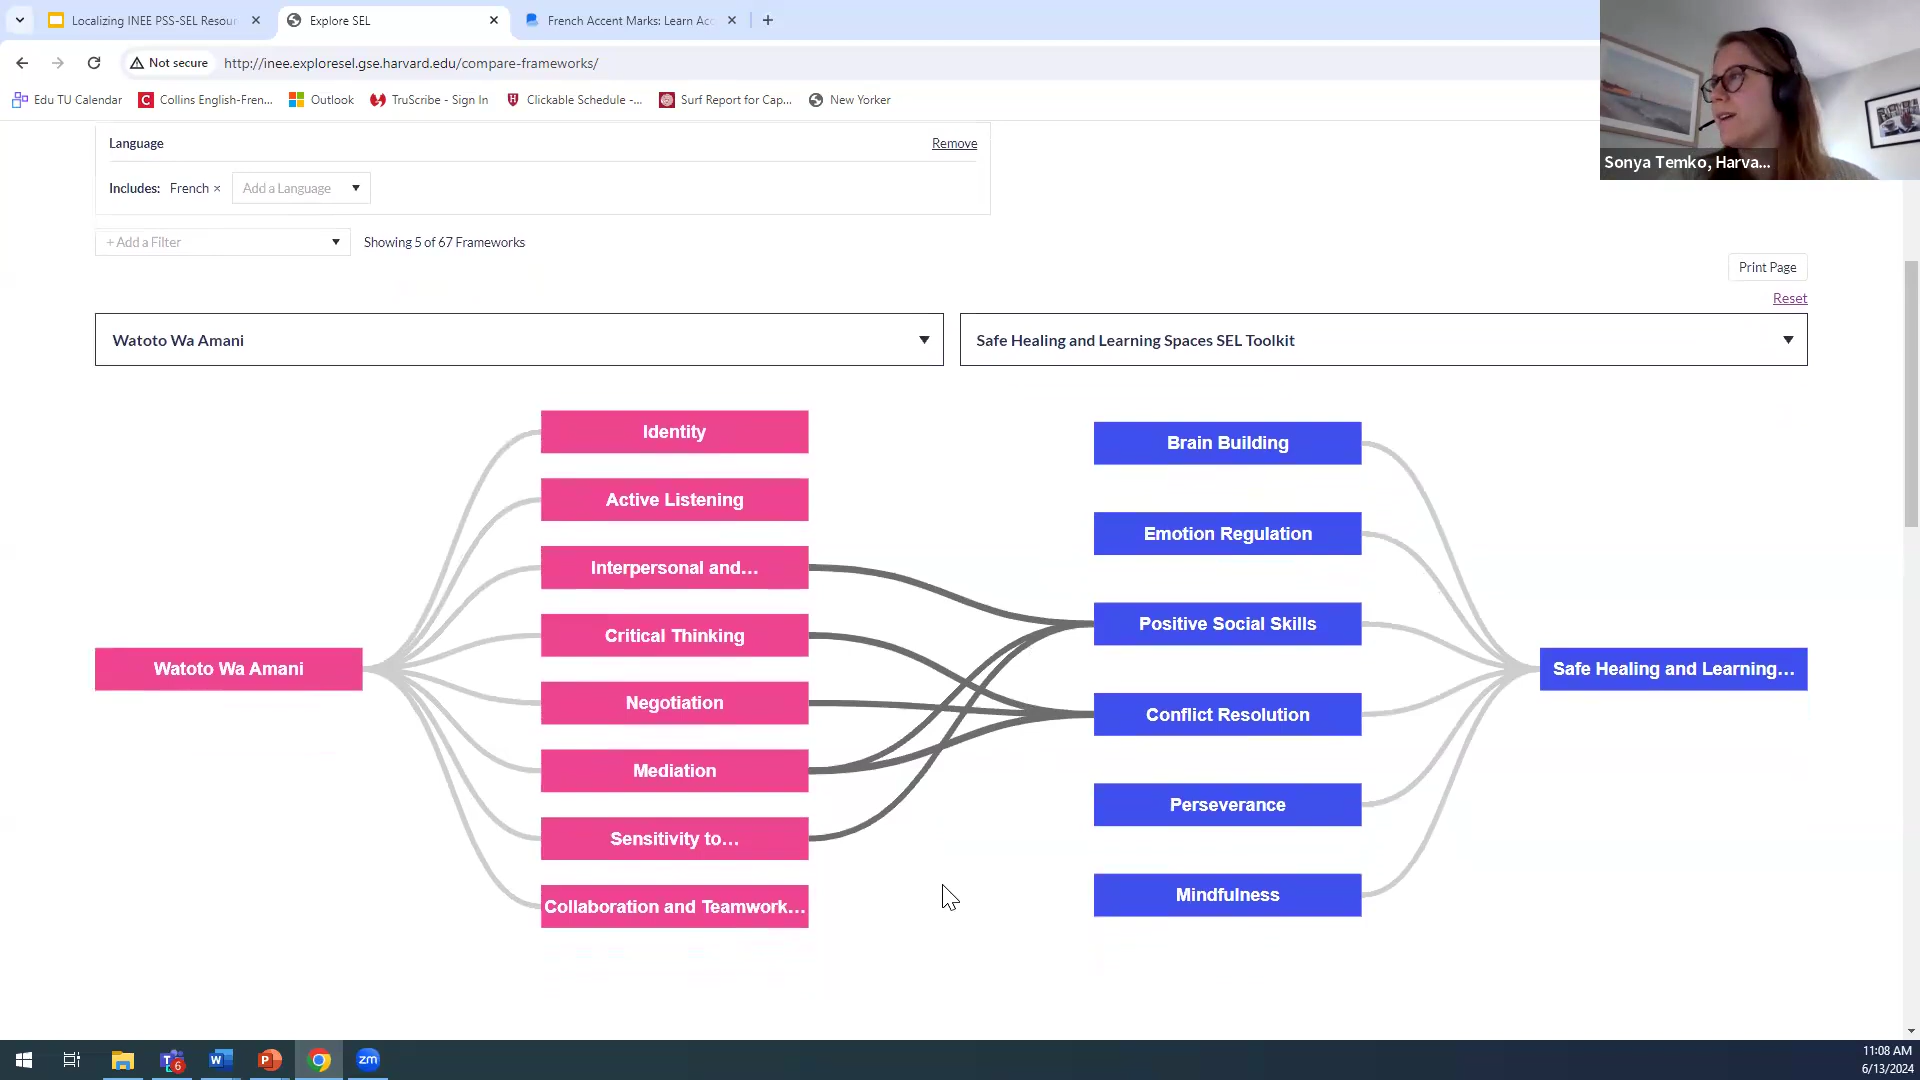 Localizing INEE PSS-SEL Resour
Explore SEL
French Accent Marks: Learn Acc
Not secure
http://inee.exploresel.gse.harvard.edu/compare-frameworks/
Edu TU Calendar
Collins English-Fren...
Outlook
TruScribe - Sign In
Clickable Schedule -...
Surf Report for Cap...
New Yorker
Sonya Temko, Harva...
Language
Remove
Includes: French × Add a Language
+ Add a Filter
Showing 5 of 67 Frameworks
Print Page
Reset
Watoto Wa Amani
Safe Healing and Learning Spaces SEL Toolkit
Identity
Active Listening
Interpersonal and...
Critical Thinking
Negotiation
Mediation
Sensitivity to...
Collaboration and Teamwork...
Watoto Wa Amani
Brain Building
Emotion Regulation
Positive Social Skills
Conflict Resolution
Perseverance
Mindfulness
Safe Healing and Learning...
6
zm
11:08 AM
6/13/2024